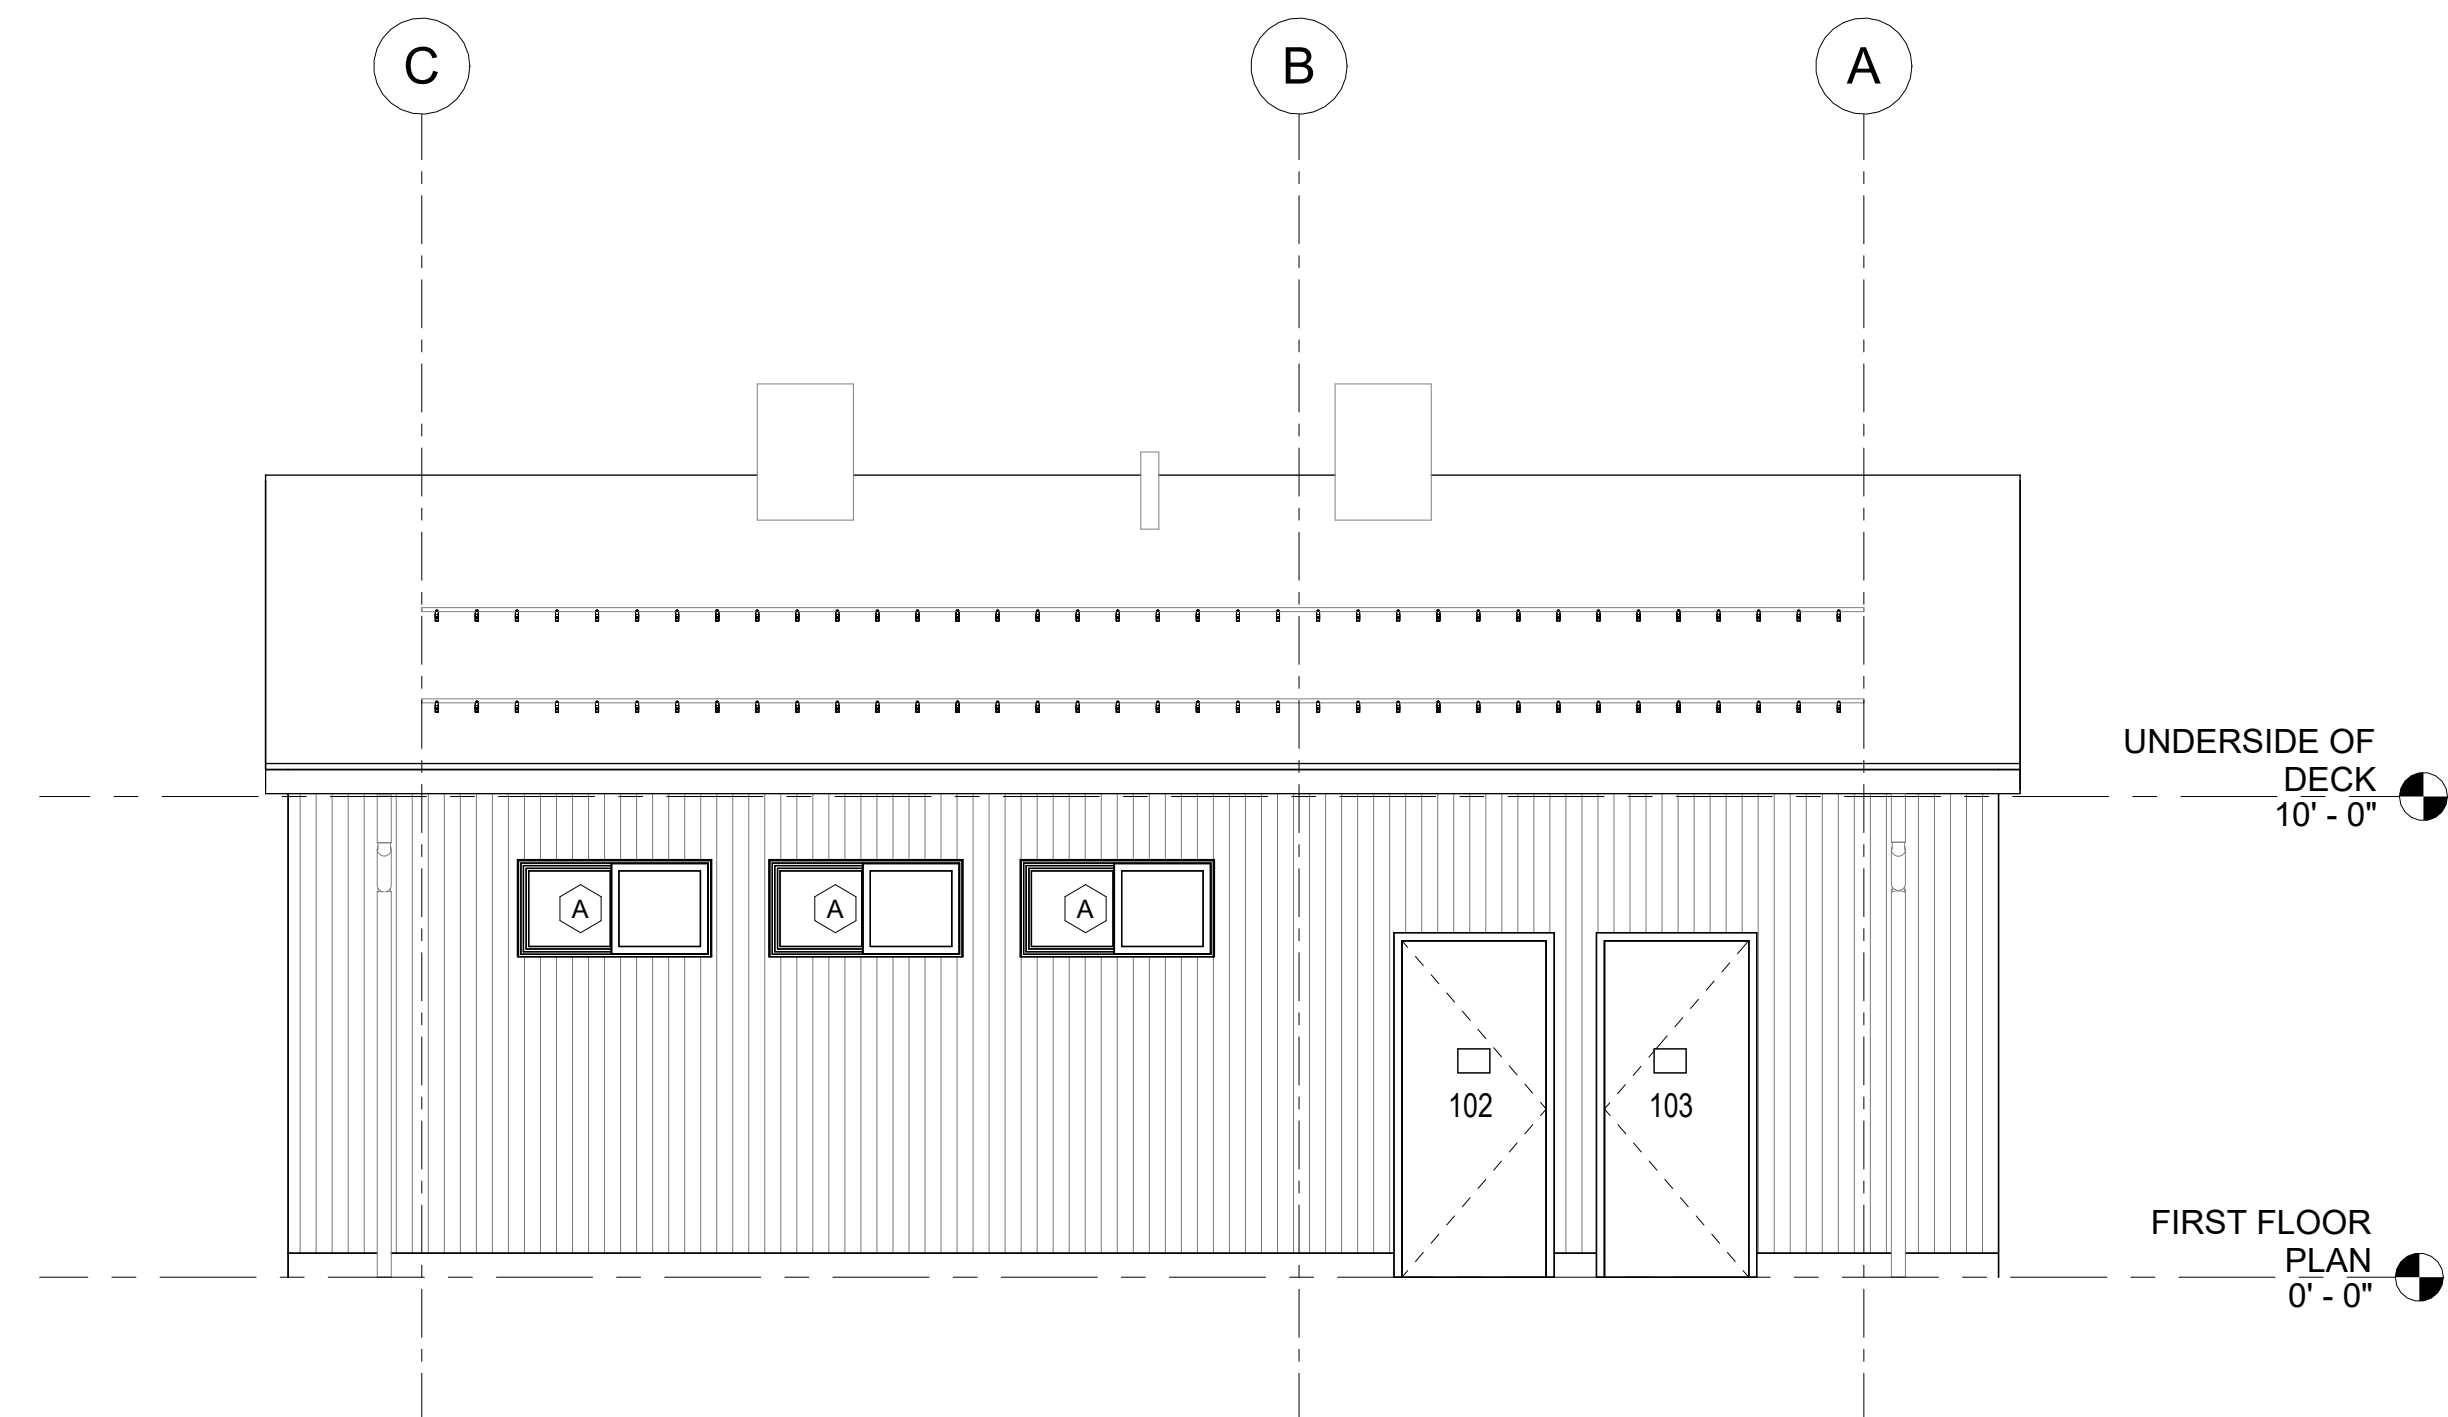 C
B
A
UNDERSIDE OF
DECK
10' - 0"
A
A
A
102
103
FIRST FLOOR
PLAN
0' - 0"